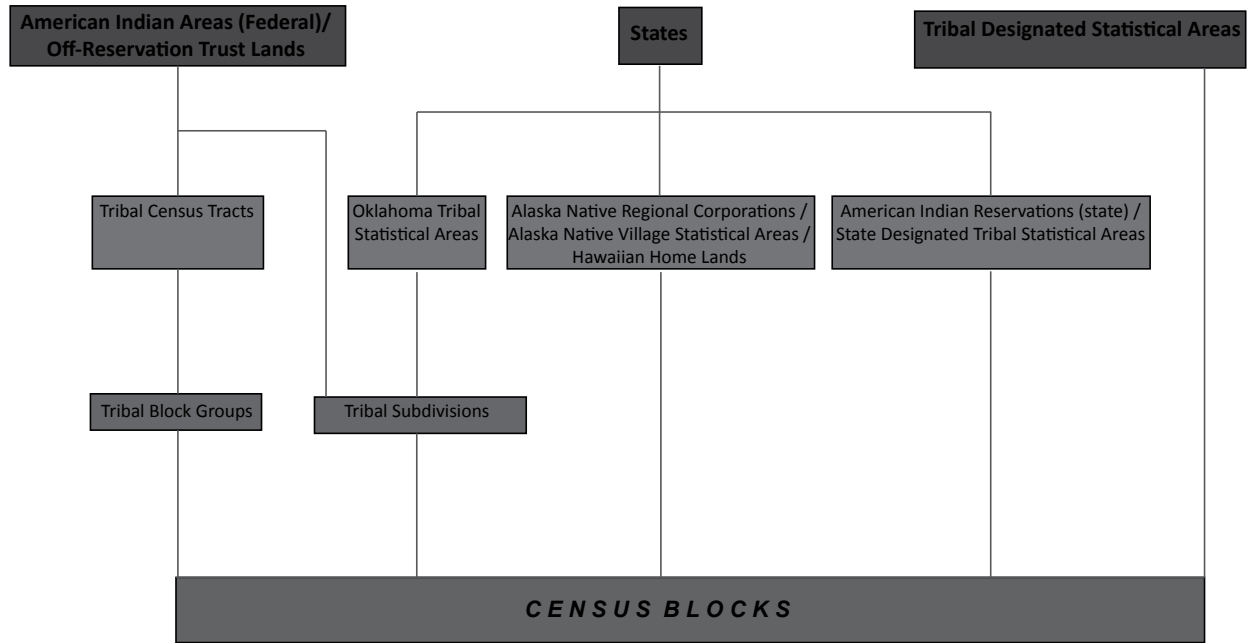 American Indian Areas (Federal)/
Off-Reservation Trust Lands
States
Tribal Designated Statistical Areas
Tribal Census Tracts
Oklahoma Tribal
Statistical Areas
Alaska Native Regional Corporations /
Alaska Native Village Statistical Areas /
Hawaiian Home Lands
American Indian Reservations (state) /
State Designated Tribal Statistical Areas
Tribal Block Groups
Tribal Subdivisions
CENSUS BLOCKS